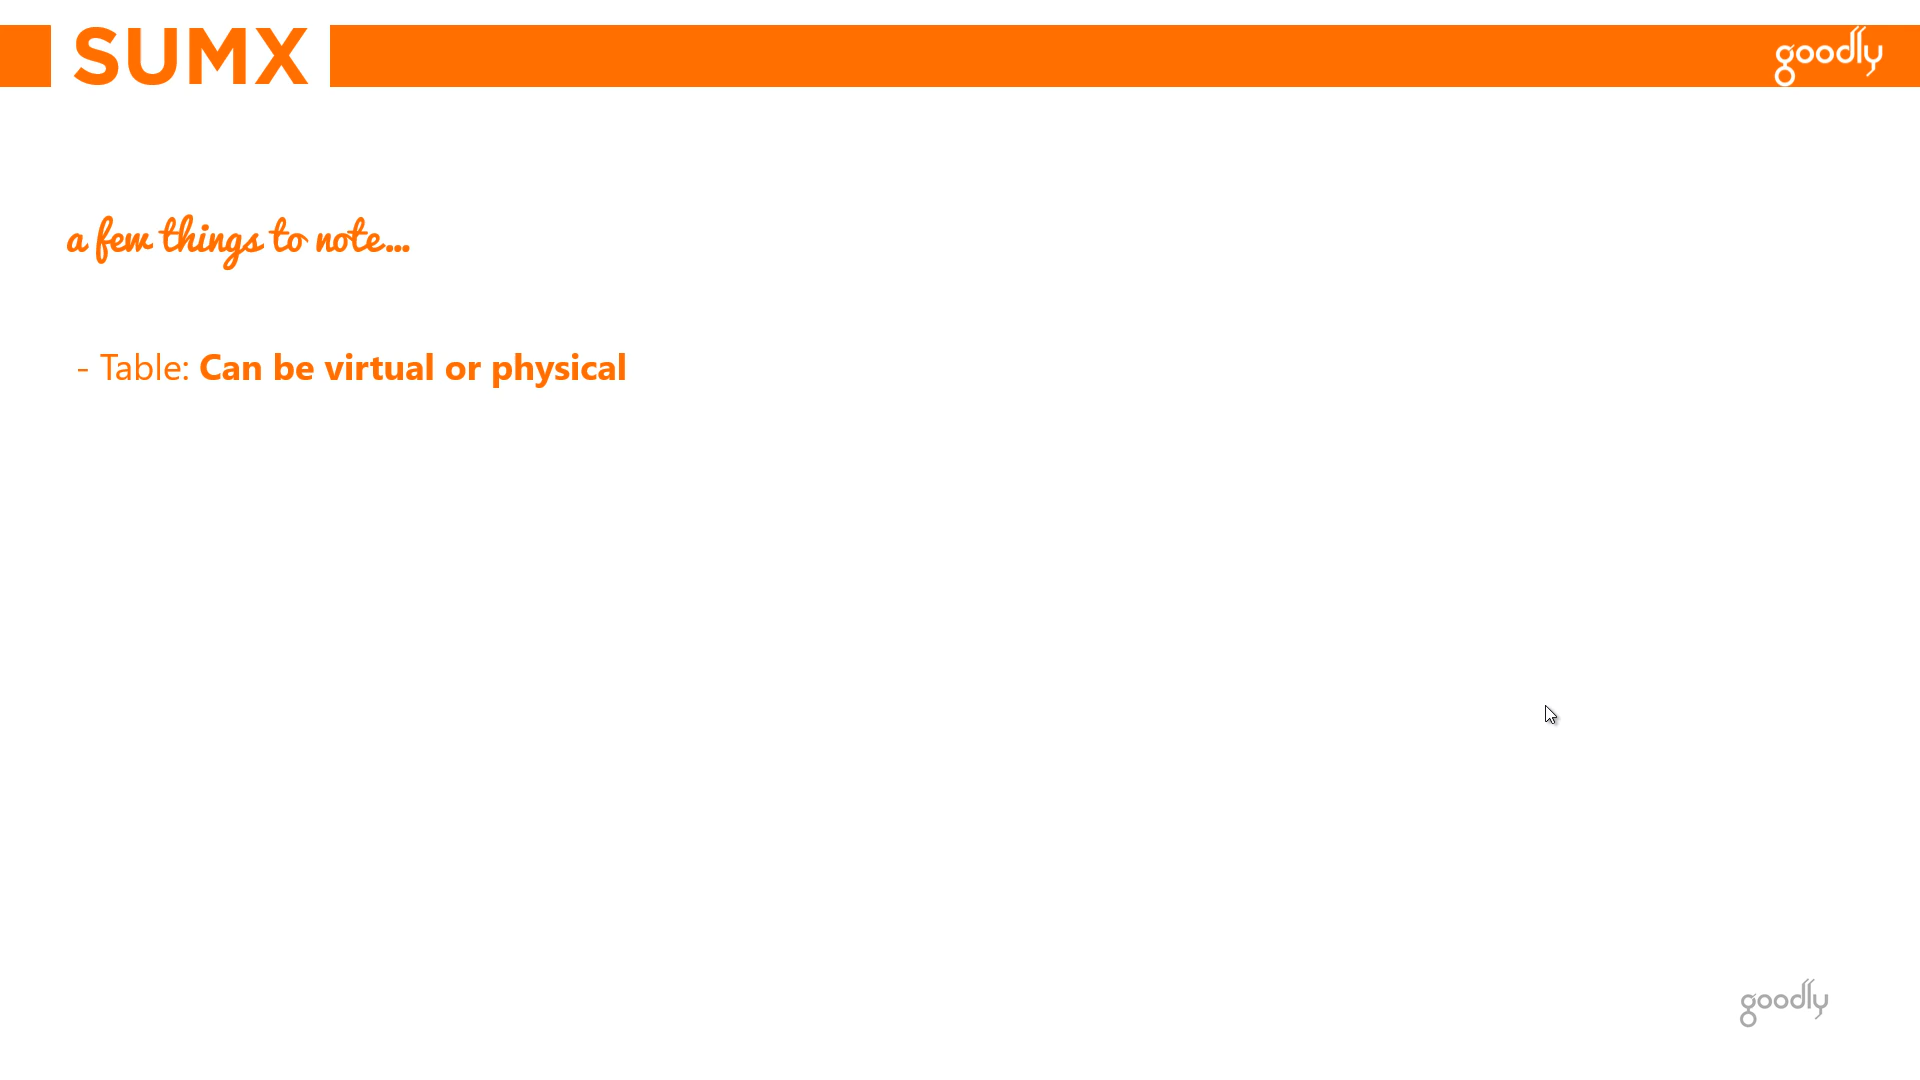 SUMX
goodly
a few things to note...
- Table: Can be virtual or physical
goodly